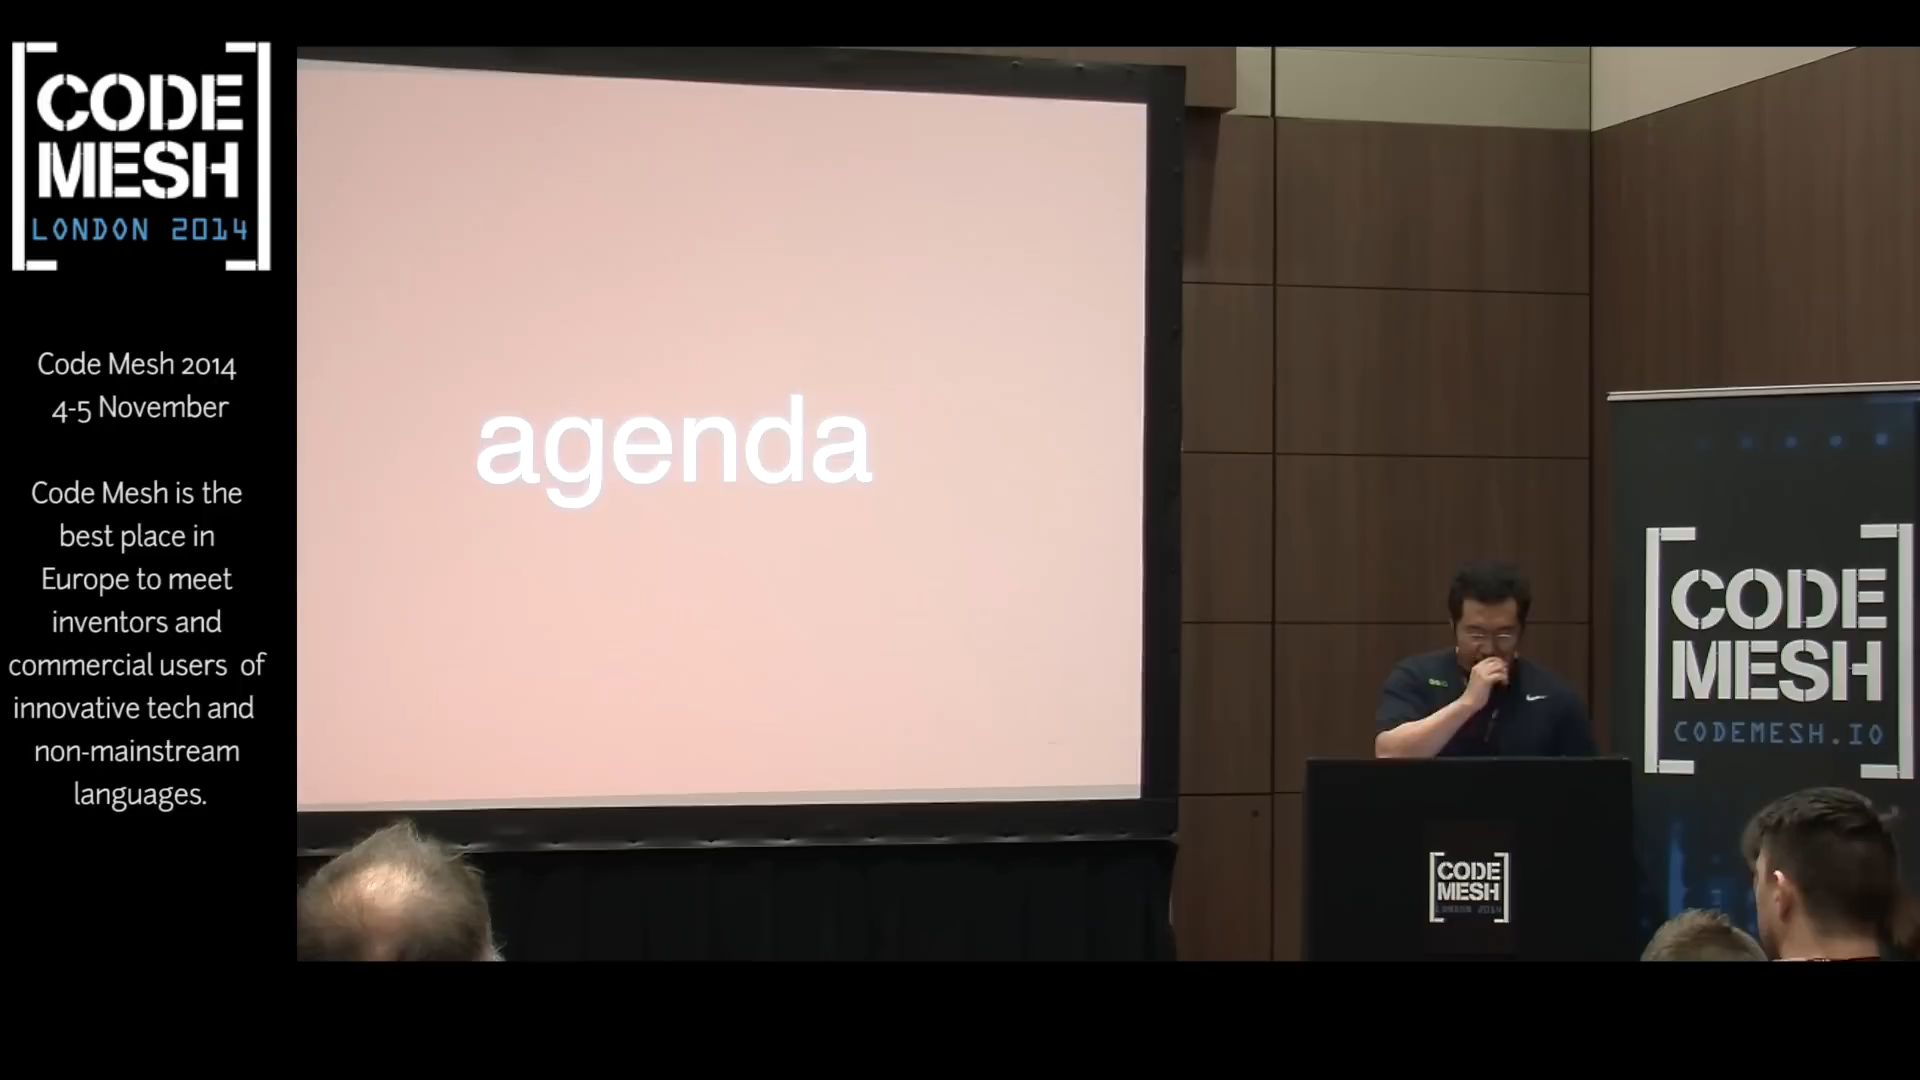 CODE
MESH
LONDON 2014
Code Mesh 2014
4-5 November
Code Mesh is the
best place in
Europe to meet
inventors and
commercial users of
innovative tech and
non-mainstream
languages.
agenda
CODE
MESH
CODEMESH.IO
CODE
MESH
LONDON 2014